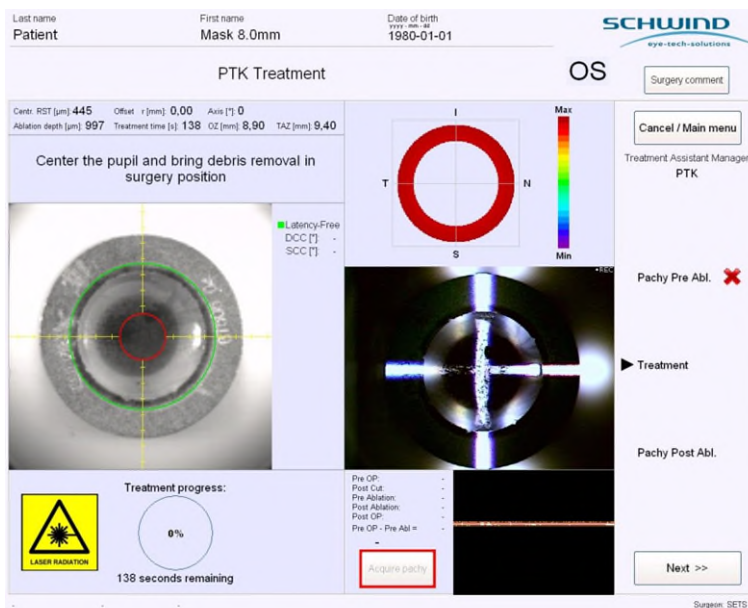 Last name
Patient
First name
Mask 8.0mm
Date of birth
yyyy - mm - dd
1980-01-01
SCHWIND
eye-tech-solutions
PTK Treatment
OS
Surgery comment
Centr. RST [µm] 445 Offset r [mm] 0,00 Axis [°] 0
Ablation depth [µm] 997 Treatment time [s] 138 OZ [mm] 8,90 TAZ [mm] 9,40
Center the pupil and bring debris removal in
surgery position
Latency-Free
DCC [°] -
SCC [°] -
I
T
N
S
Max
Min
REC
Cancel / Main menu
Treatment Assistant Manager
PTK
Pachy Pre Abl.
Treatment
Pachy Post Abl.
LASER RADIATION
Treatment progress:
0%
138 seconds remaining
Pre OP: -
Post Cut: -
Pre Ablation: -
Post Ablation: -
Post OP: -
Pre OP - Pre Abl = -
-
Acquire pachy
Next >>
Surgeon: SETS